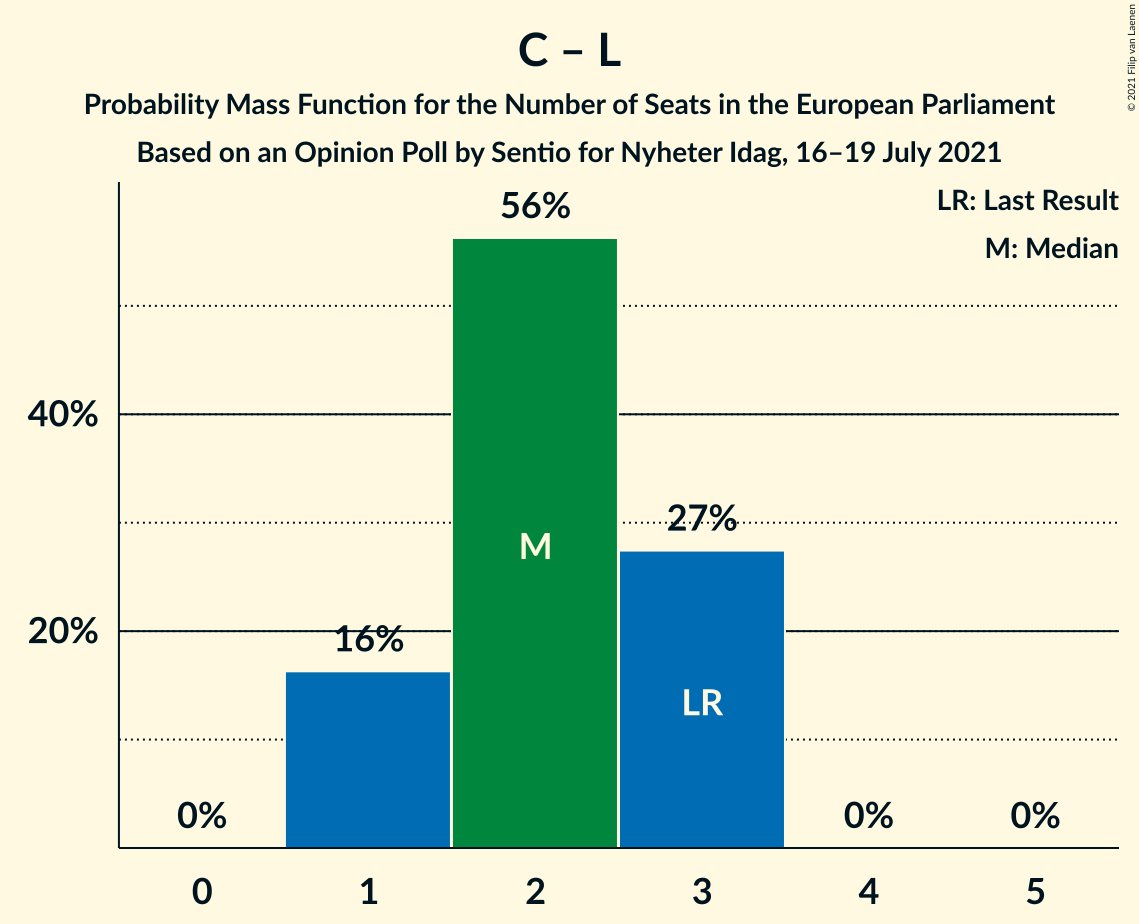 C – L
Probability Mass Function for the Number of Seats in the European Parliament
Based on an Opinion Poll by Sentio for Nyheter Idag, 16–19 July 2021
© 2021 Filip van Laenen
LR: Last Result
M: Median
56%
40%
27%
M
20%
16%
LR
0%
0%
0%
0
1
2
3
4
5